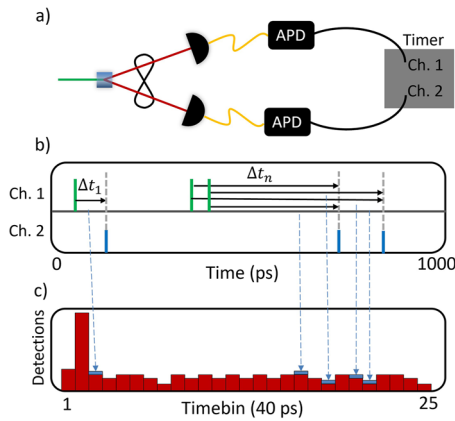 a)
APD
Timer
Ch. 1
Ch. 2
APD
b)
Ch. 1
Δt₁
Δtₙ
Ch. 2
0
Time (ps)
1000
c)
Detections
1
Timebin (40 ps)
25